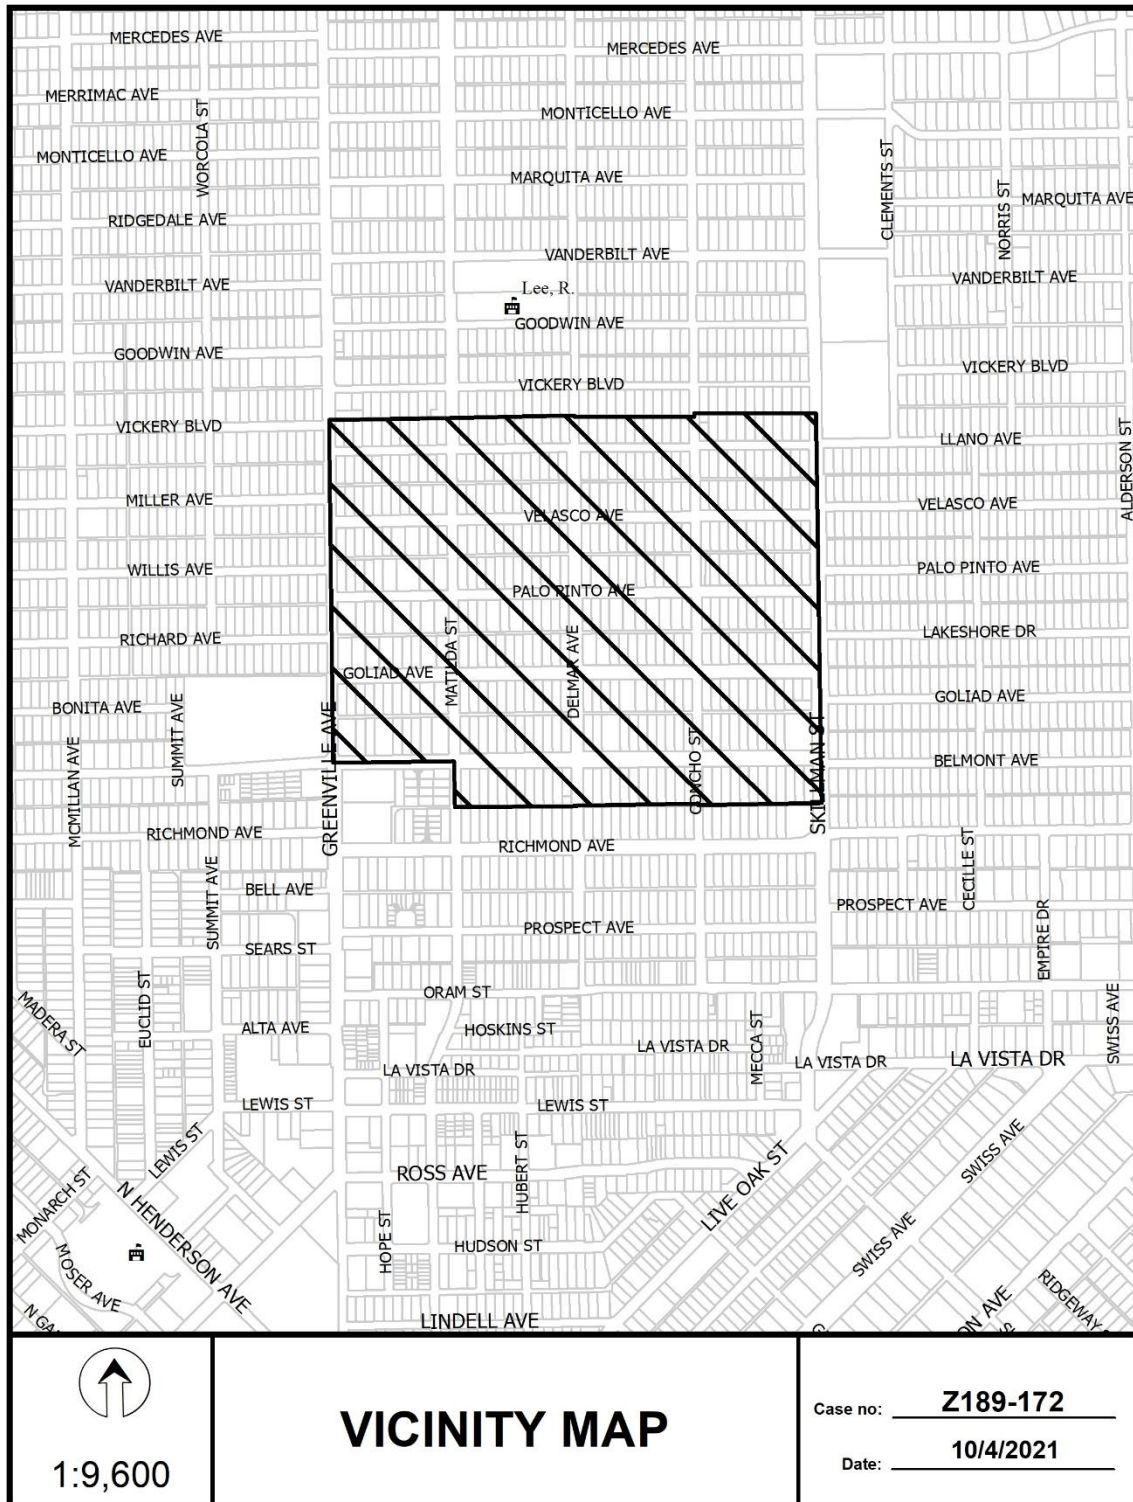 MERCEDES AVE
MERCEDES AVE
MERRIMAC AVE
WORCOLA ST
MONTICELLO AVE
MONTICELLO AVE
CLEMENTS ST
MARQUITA AVE
NORRIS ST
MARQUITA AVE
RIDGEDALE AVE
VANDERBILT AVE
VANDERBILT AVE
VANDERBILT AVE
Lee, R.
GOODWIN AVE
GOODWIN AVE
VICKERY BLVD
VICKERY BLVD
VICKERY BLVD
LLANO AVE
ALDERSON ST
MILLER AVE
VELASCO AVE
VELASCO AVE
WILLIS AVE
PALO PINTO AVE
PALO PINTO AVE
RICHARD AVE
MATILDA ST
DELMAR AVE
LAKESHORE DR
GOLIAD AVE
GOLIAD AVE
BONITA AVE
SUMMIT AVE
MCMILLAN AVE
GREENVILLE AVE
CONCHO ST
SKILLMAN ST
BELMONT AVE
RICHMOND AVE
RICHMOND AVE
CECILLE ST
BELL AVE
SUMMIT AVE
PROSPECT AVE
PROSPECT AVE
EMPIRE DR
SEARS ST
MADERA ST
EUCLID ST
ORAM ST
ALTA AVE
HOSKINS ST
LA VISTA DR
LA VISTA DR
MECCA ST
LA VISTA DR
LA VISTA DR
SWISS AVE
LEWIS ST
LEWIS ST
LEWIS ST
MONARCH ST
ROSS AVE
HUBERT ST
LIVE OAK ST
SWISS AVE
N HENDERSON AVE
HOPE ST
HUDSON ST
SWISS AVE
MOSER AVE
LINDELL AVE
1:9,600
VICINITY MAP
Case no: Z189-172
Date: 10/4/2021